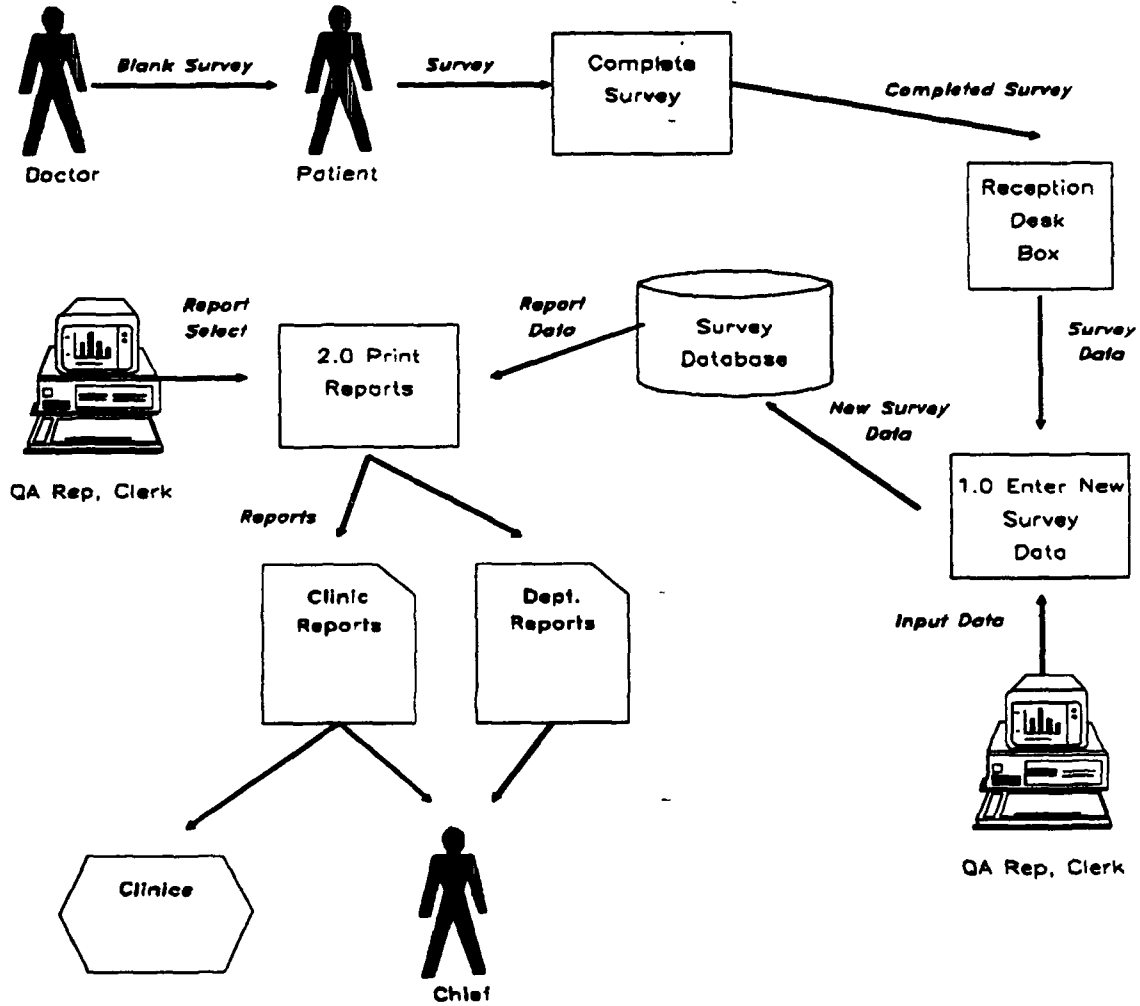 Blank Survey
Survey
Complete
Survey
Completed Survey
Doctor
Patient
Reception
Desk
Box
Report
Select
2.0 Print
Reports
Report
Data
Survey
Database
Survey
Data
New Survey
Data
QA Rep, Clerk
1.0 Enter New
Survey
Data
Reports
Clinic
Reports
Dept.
Reports
Input Data
QA Rep, Clerk
Clinice
Chief